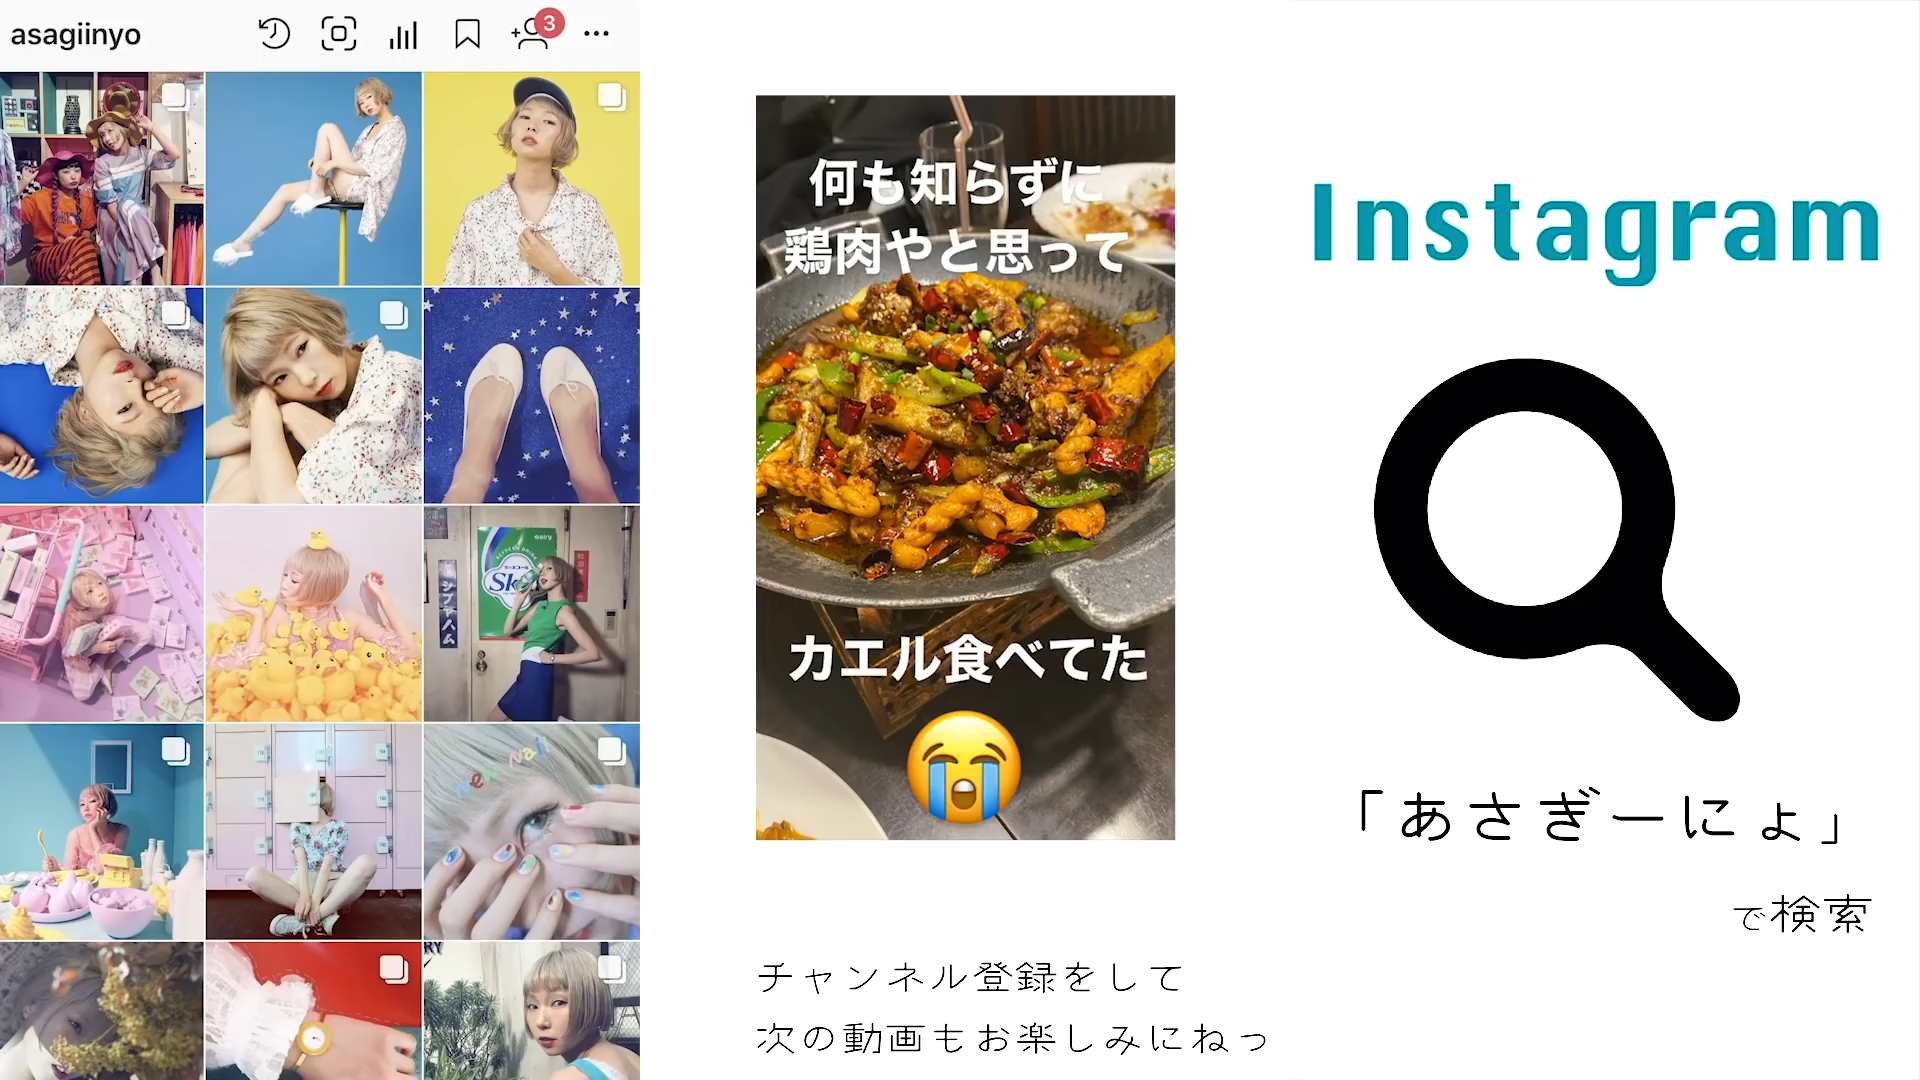 asagiinyo
3
何も知らずに
鶏肉やと思って
カエル食べてた
チャンネル登録をして
次の動画もお楽しみにねっ
Instagram
「あさぎーにょ」
で検索